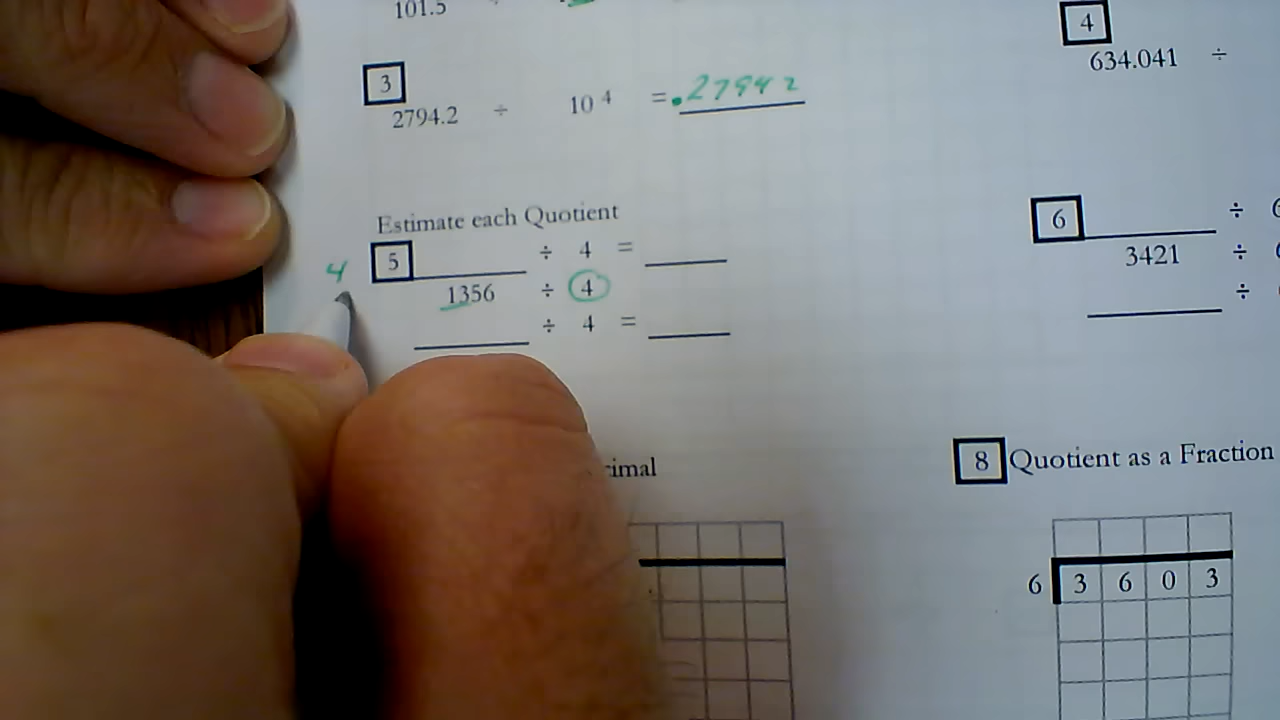 101.5 ÷
4
634.041 ÷
3
2794.2 ÷ 10 4 = .27942
Estimate each Quotient
5 ÷ 4 =
4
1356 ÷ 4
÷ 4 =
6 ÷
3421 ÷
÷
8 Quotient as a Fraction
6 3 6 0 3